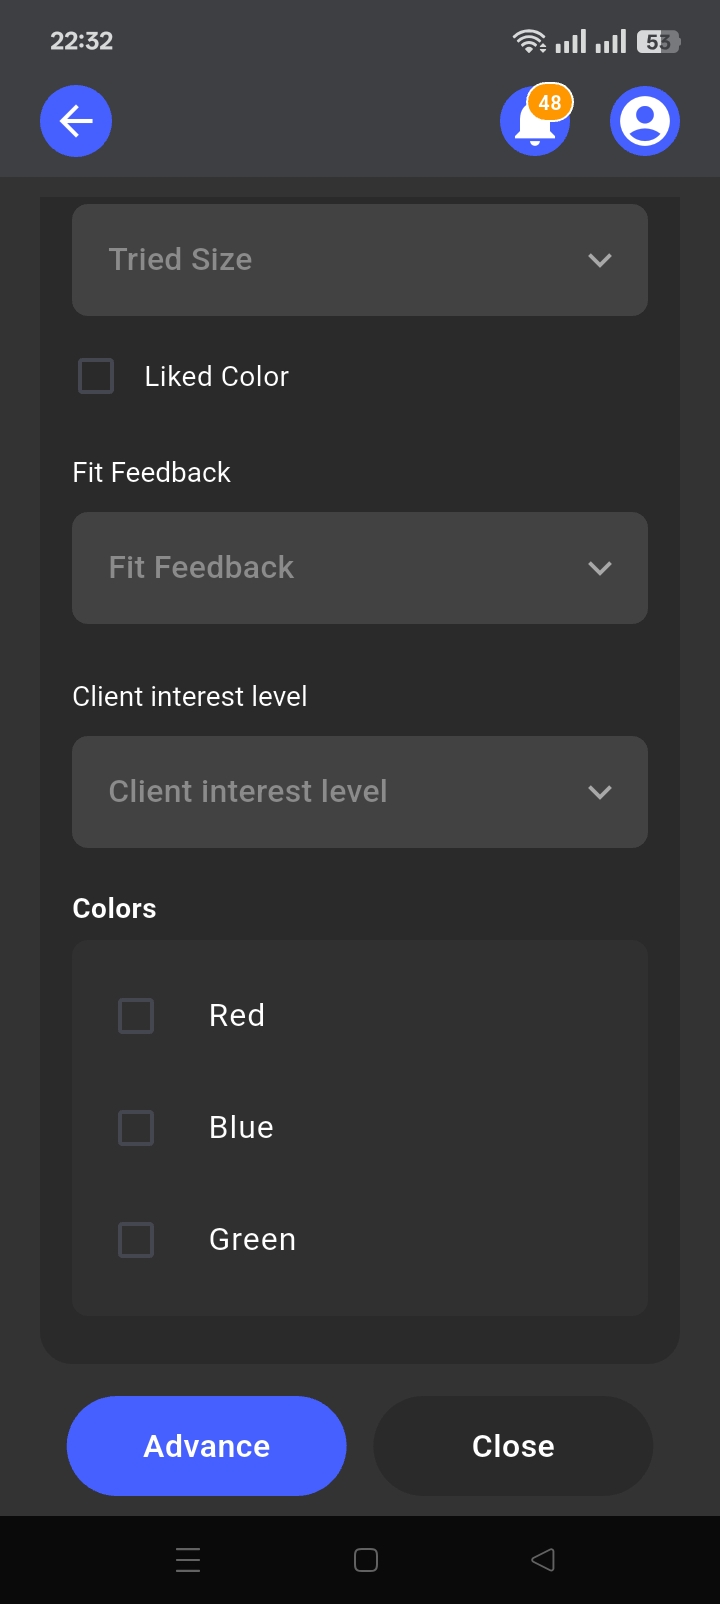 22:32
53
48
Tried Size
Liked Color
Fit Feedback
Fit Feedback
Client interest level
Client interest level
Colors
Red
Blue
Green
Advance
Close